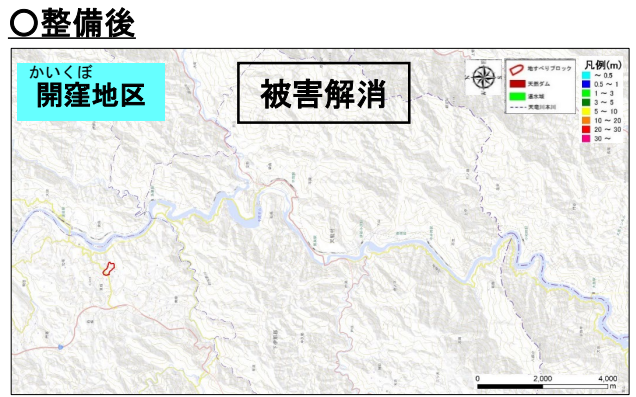 〇整備後
かいくぼ
開窪地区
被害解消
地すべりブロック
天然ダム
湛水域
天竜川本川
凡例(m)
～ 0.5
0.5 ～ 1
1 ～ 3
3 ～ 5
5 ～ 10
10 ～ 20
20 ～ 30
30 ～
0 2,000 4,000
m